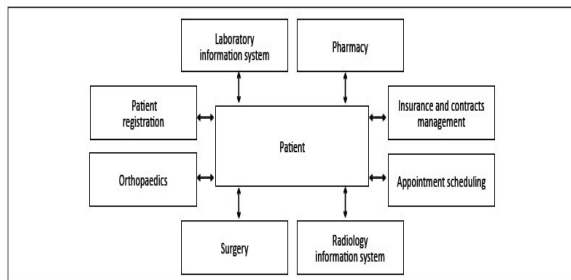 Laboratory
information system
Pharmacy
Patient
registration
Insurance and contracts
management
Patient
Orthopaedics
Appointment scheduling
Surgery
Radiology
information system